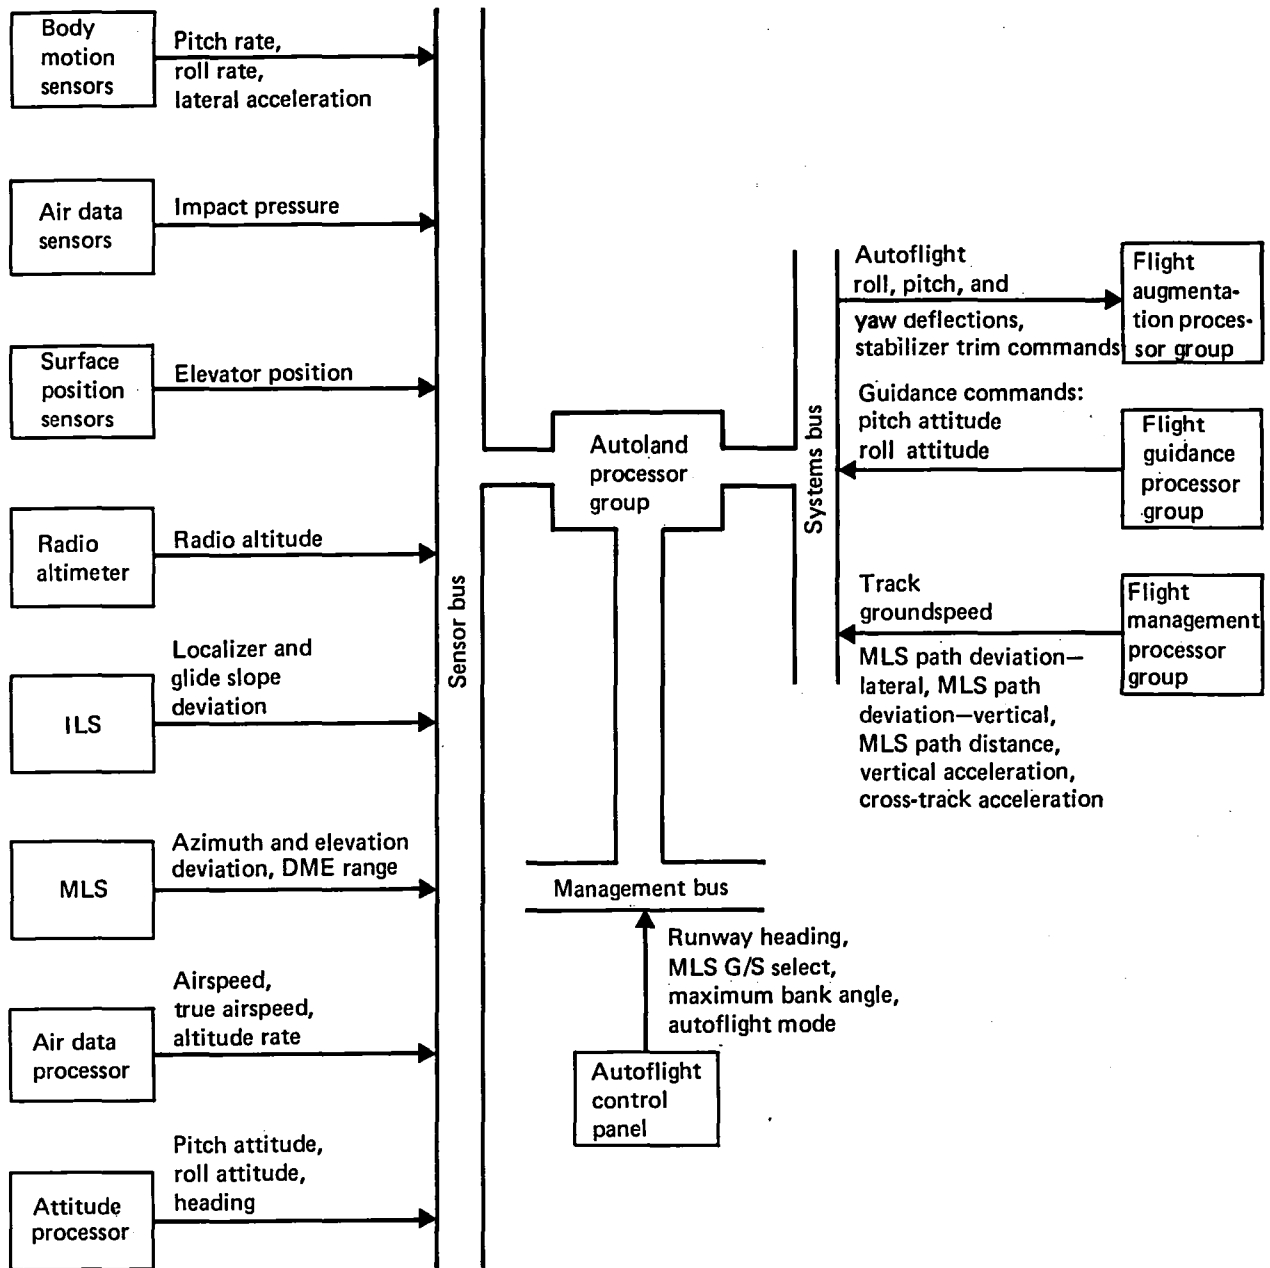 Body
motion
sensors
Pitch rate,
roll rate,
lateral acceleration
Air data
sensors
Impact pressure
Surface
position
sensors
Elevator position
Radio
altimeter
Radio altitude
ILS
Localizer and
glide slope
deviation
MLS
Azimuth and elevation
deviation, DME range
Air data
processor
Airspeed,
true airspeed,
altitude rate
Attitude
processor
Pitch attitude,
roll attitude,
heading
Sensor bus
Autoland
processor
group
Management bus
Runway heading,
MLS G/S select,
maximum bank angle,
autoflight mode
Autoflight
control
panel
Systems bus
Autoflight
roll, pitch, and
yaw deflections,
stabilizer trim commands
Flight
augmenta-
tion proces-
sor group
Guidance commands:
pitch attitude
roll attitude
Flight
guidance
processor
group
Track
groundspeed
MLS path deviation—
lateral, MLS path
deviation—vertical,
MLS path distance,
vertical acceleration,
cross-track acceleration
Flight
management
processor
group